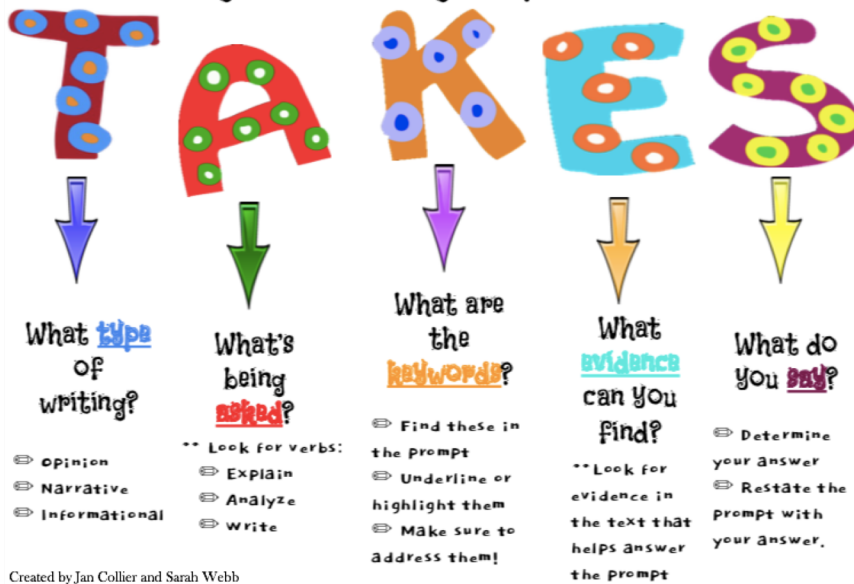 T A K E S
What type
of
writing?
Opinion
Narrative
Informational
What's
being
asked?
** Look for verbs:
Explain
Analyze
Write
What are
the
keywords?
Find these in
the prompt
Underline or
highlight them
Make sure to
address them!
What
evidence
can you
find?
**Look for
evidence in
the text that
helps answer
the prompt
What do
you say?
Determine
your answer
Restate the
prompt with
your answer.
Created by Jan Collier and Sarah Webb